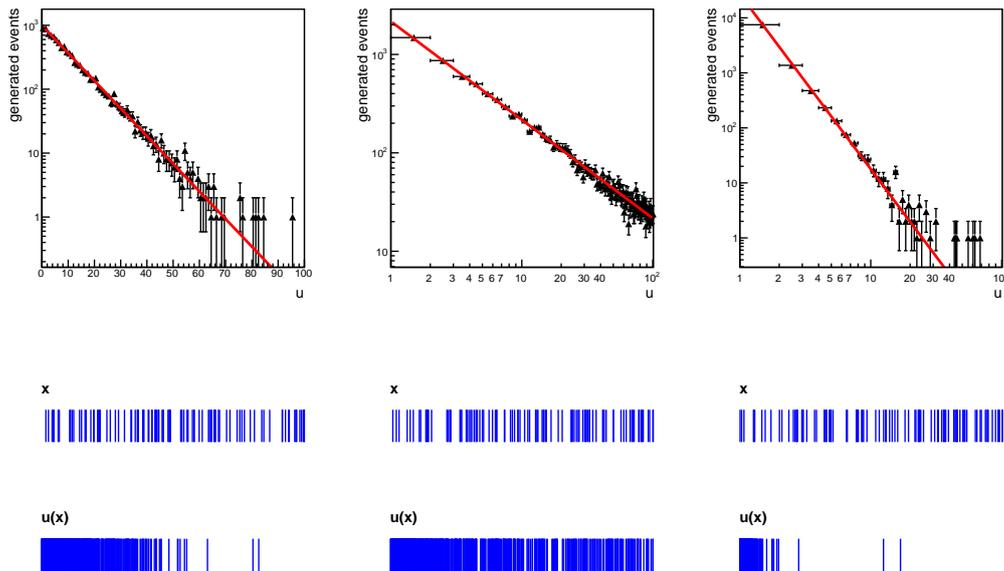 generated events
10³
10²
10
1
0 10 20 30 40 50 60 70 80 90 100
u
generated events
10³
10²
10
1 2 3 4 5 6 7 10 20 30 40 10²
u
generated events
10⁴
10³
10²
10
1
1 2 3 4 5 6 7 10 20 30 40 10
u
x
x
x
u(x)
u(x)
u(x)